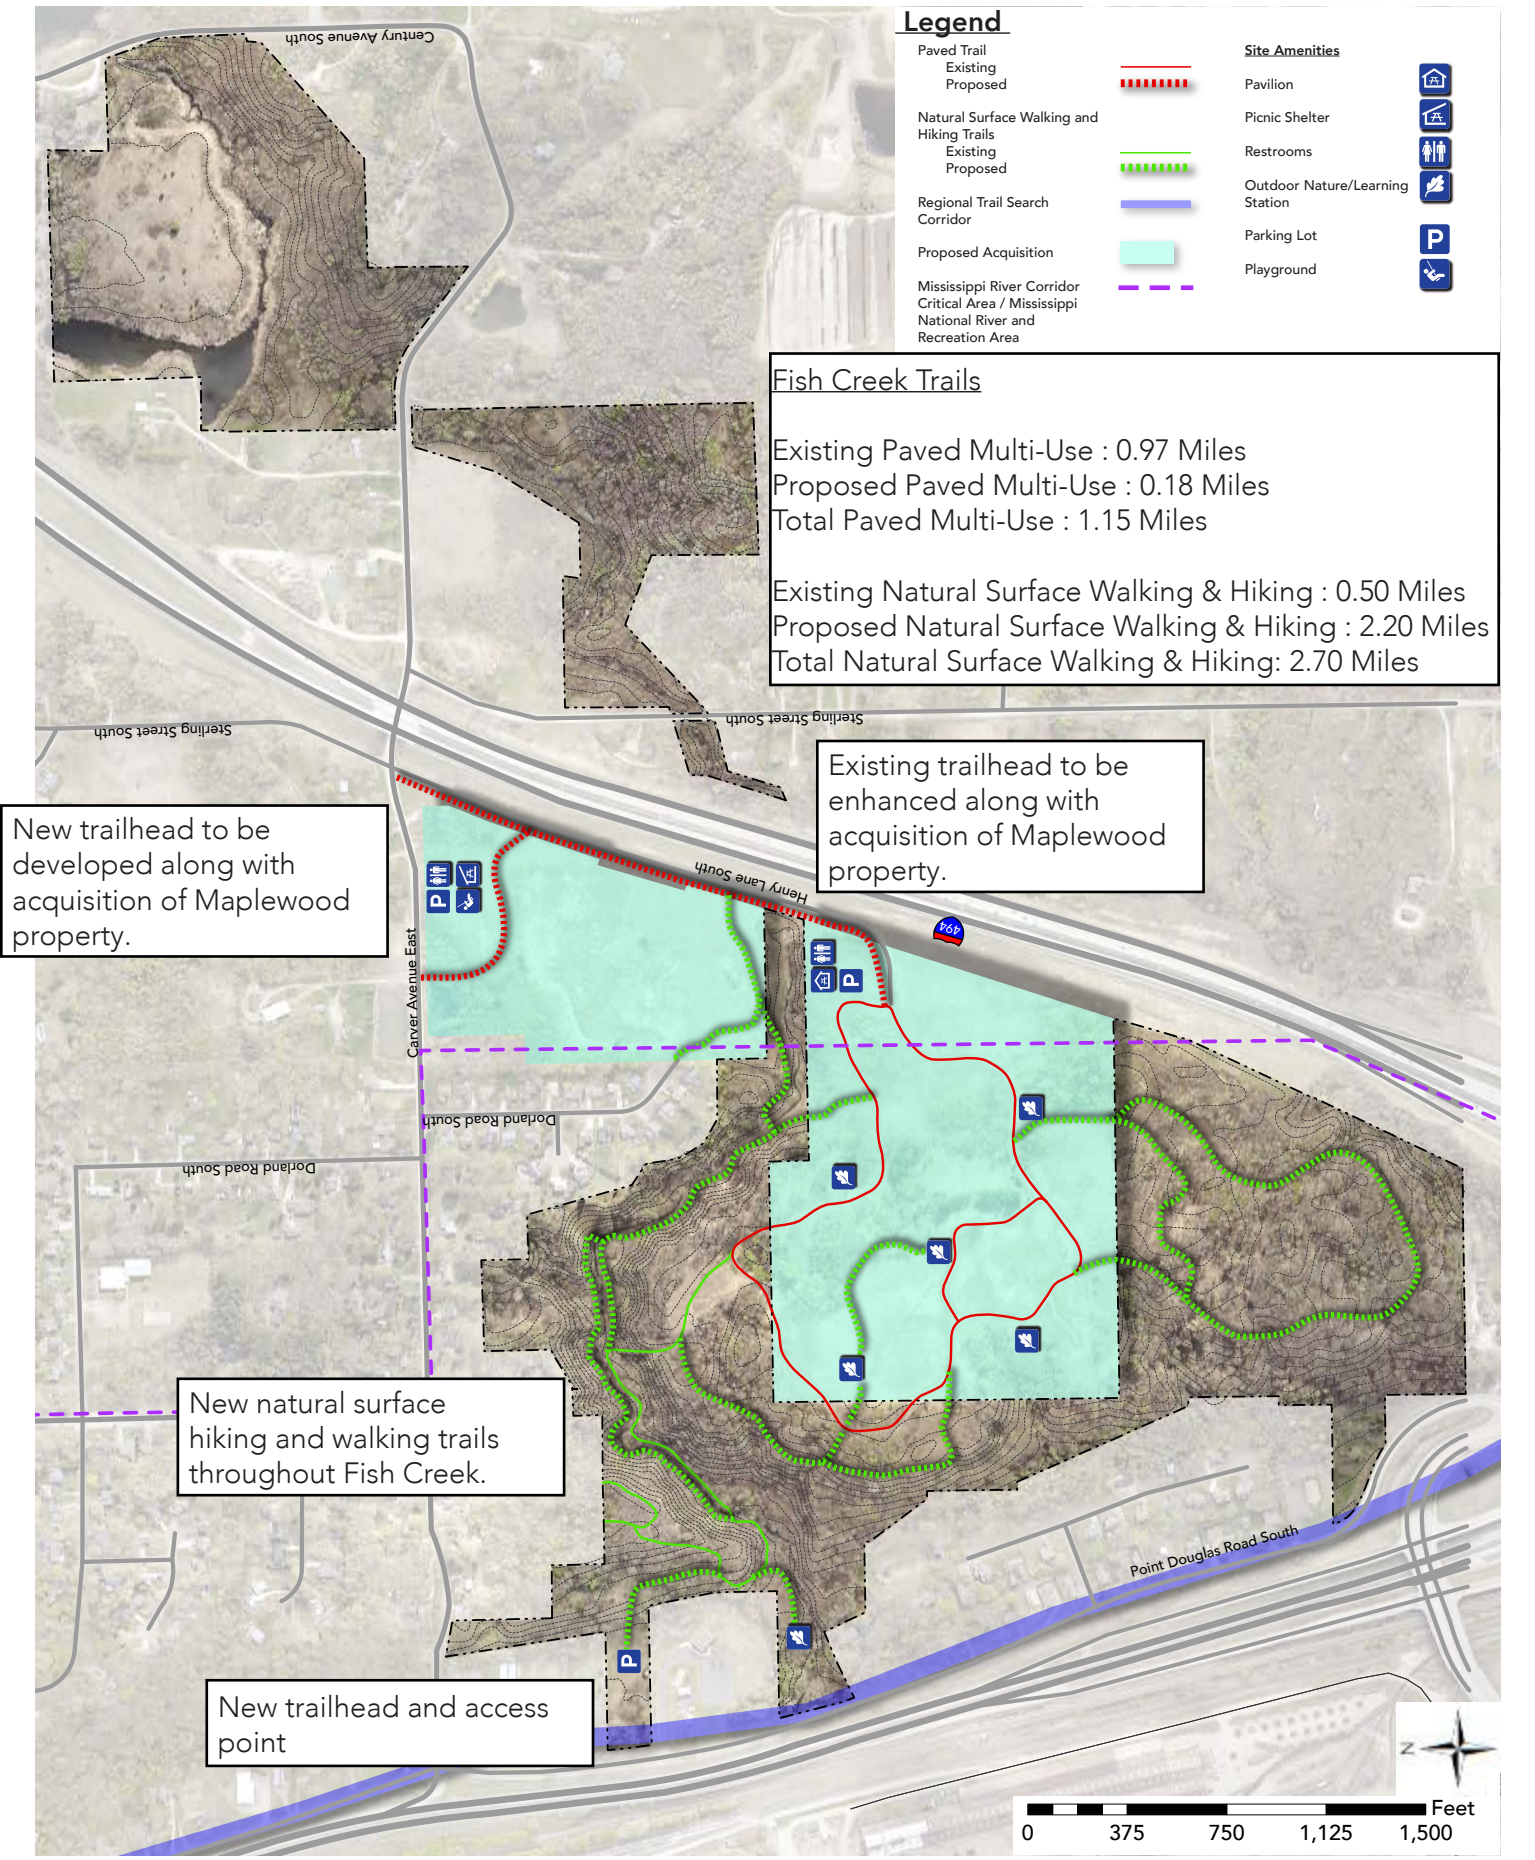 Century Avenue South
Legend
Paved Trail
Existing
Proposed
Natural Surface Walking and
Hiking Trails
Existing
Proposed
Regional Trail Search
Corridor
Proposed Acquisition
Mississippi River Corridor
Critical Area / Mississippi
National River and
Recreation Area
Site Amenities
Pavilion
Picnic Shelter
Restrooms
Outdoor Nature/Learning
Station
Parking Lot
P
Playground
Fish Creek Trails
Existing Paved Multi-Use : 0.97 Miles
Proposed Paved Multi-Use : 0.18 Miles
Total Paved Multi-Use : 1.15 Miles
Existing Natural Surface Walking & Hiking : 0.50 Miles
Proposed Natural Surface Walking & Hiking : 2.20 Miles
Total Natural Surface Walking & Hiking: 2.70 Miles
Sterling Street South
Sterling Street South
Existing trailhead to be
enhanced along with
acquisition of Maplewood
property.
New trailhead to be
developed along with
acquisition of Maplewood
property.
P
Henry Lane South
494
P
Carver Avenue East
Dorland Road South
Dorland Road South
New natural surface
hiking and walking trails
throughout Fish Creek.
Point Douglas Road South
P
New trailhead and access
point
N
Feet
0 375 750 1,125 1,500